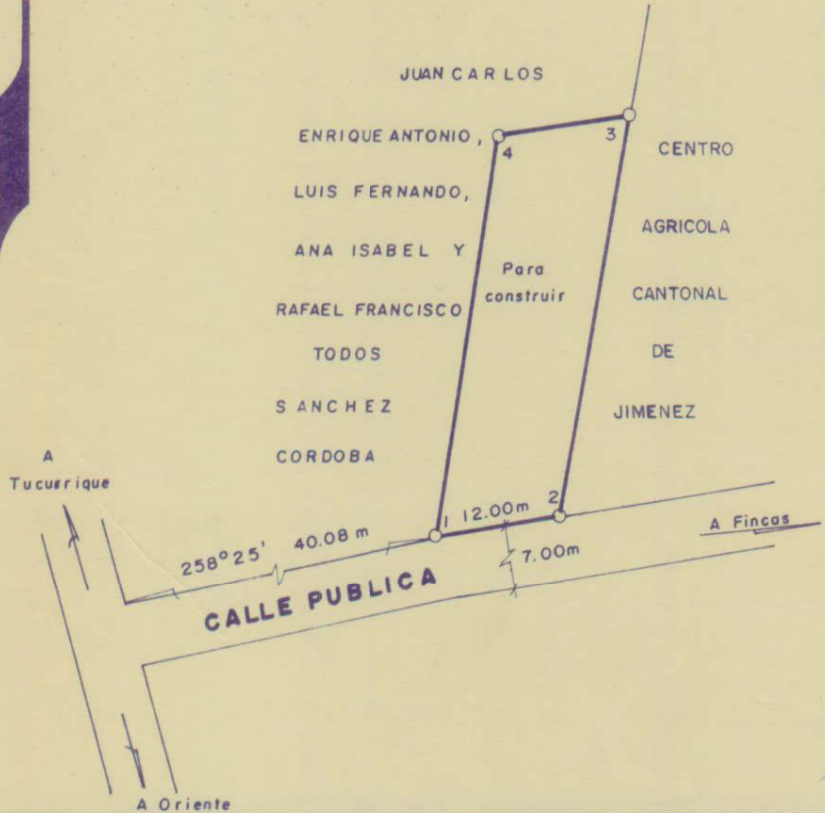 JUAN CARLOS
ENRIQUE ANTONIO,
LUIS FERNANDO,
ANA ISABEL Y
RAFAEL FRANCISCO
TODOS
SANCHEZ
CORDOBA
4
3
CENTRO
AGRICOLA
CANTONAL
DE
JIMENEZ
Para
construir
A
Tucurrique
1
12.00m
2
258°25'
40.08 m
7.00m
A Fincas
CALLE PUBLICA
A Oriente